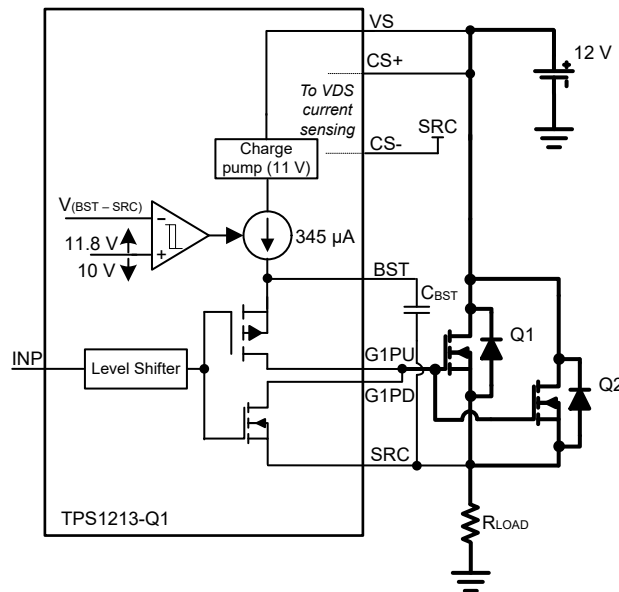 VS
CS+
12 V
To VDS
current
sensing
SRC
CS-
Charge
pump (11 V)
V(BST – SRC)
-
+
11.8 V
10 V
345 µA
BST
CBST
Q1
INP
Level Shifter
G1PU
G1PD
Q2
SRC
TPS1213-Q1
RLOAD